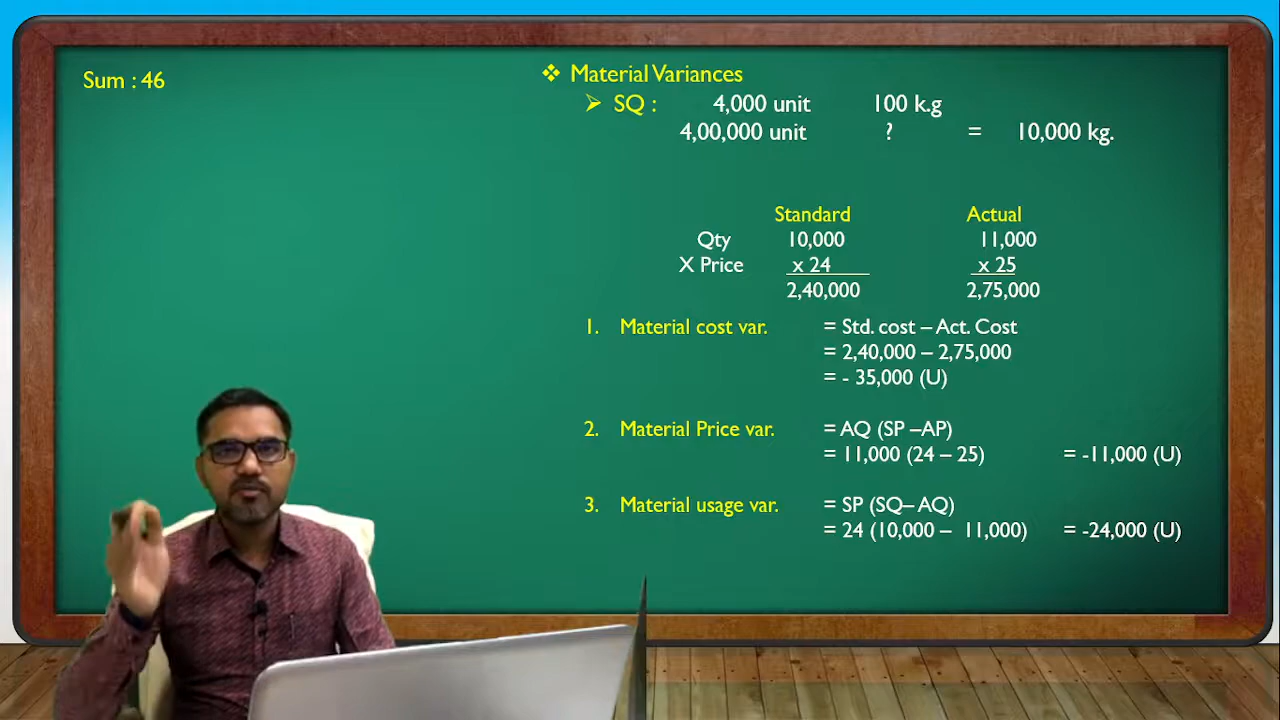 Sum : 46
❖ Material Variances
➢ SQ : 4,000 unit 100 k.g
4,00,000 unit ? = 10,000 kg.
Standard Actual
Qty 10,000 11,000
X Price x 24 x 25
2,40,000 2,75,000
1. Material cost var. = Std. cost – Act. Cost
= 2,40,000 – 2,75,000
= - 35,000 (U)
2. Material Price var. = AQ (SP –AP)
= 11,000 (24 – 25) = -11,000 (U)
3. Material usage var. = SP (SQ– AQ)
= 24 (10,000 – 11,000) = -24,000 (U)